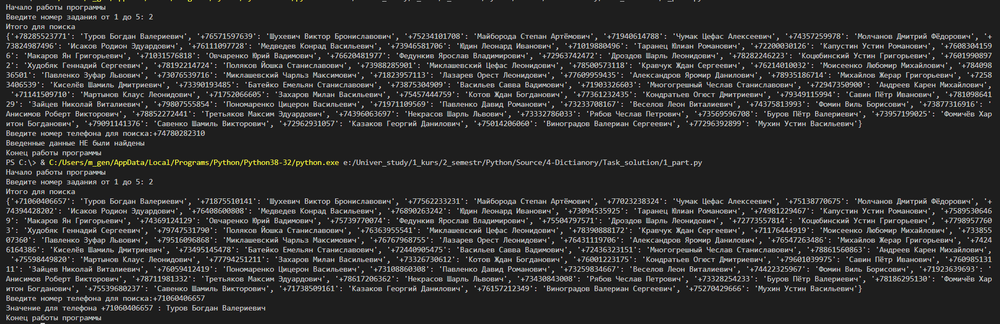 Начало работы программы
Введите номер задания от 1 до 5: 2
Итого для поиска
{'+78285523771': 'Туров Богдан Валериевич', '+76571597639': 'Шухевич Виктор Брониславович', '+75234101708': 'Майборода Степан Артёмович', '+71940614788': 'Чумак Цефас Алексеевич', '+74357259978': 'Молчанов Дмитрий Фёдорович', '+
73824987496': 'Исаков Родион Эдуардович', '+76111097728': 'Медведев Конрад Васильевич', '+73946581706': 'Юдин Леонард Иванович', '+71019880496': 'Таранец Юлиан Романович', '+72200030126': 'Капустин Устин Романович', '+7608304159
6': 'Макаров Ян Григорьевич', '+71031576818': 'Овчаренко Юрий Вадимович', '+76620481977': 'Федункив Ярослав Владимирович', '+72963742472': 'Дроздов Шарль Леонидович', '+78282246223': 'Коцюбинский Устин Григорьевич', '+7601990897
2': 'Худобяк Геннадий Сергеевич', '+78192214724': 'Поляков Йошка Станиславович', '+73988285901': 'Миклашевский Цефас Леонидович', '+78500573118': 'Кравчук Ждан Сергеевич', '+76214010032': 'Моисеенко Любомир Михайлович', '+784098
36501': 'Павленко Зуфар Львович', '+73076539716': 'Миклашевский Чарльз Максимович', '+71823957113': 'Лазарев Орест Леонидович', '+77609959435': 'Александров Яромир Данилович', '+78935186714': 'Михайлов Жерар Григорьевич', '+7258
3406539': 'Киселёв Шамиль Дмитриевич', '+73390193485': 'Батейко Емельян Станиславович', '+73875304909': 'Васильев Савва Вадимович', '+71903326603': 'Многогрешный Чеслав Станиславович', '+72947350900': 'Андреев Карен Михайлович',
'+71141509710': 'Мартынов Клаус Леонидович', '+71752066605': 'Захаров Милан Васильевич', '+75457444759': 'Котов Ждан Богданович', '+77361232435': 'Кондратьев Огюст Дмитриевич', '+79349115994': 'Савин Пётр Иванович', '+781098641
29': 'Зайцев Николай Виталиевич', '+79807555854': 'Пономаренко Цицерон Васильевич', '+71971109569': 'Павленко Давид Романович', '+73233708167': 'Веселов Леон Виталиевич', '+74375813993': 'Фомин Виль Борисович', '+73877316916': '
Анисимов Роберт Викторович', '+78852272441': 'Третьяков Максим Эдуардович', '+74396063697': 'Некрасов Шарль Львович', '+73332786033': 'Рябов Чеслав Петрович', '+73569596708': 'Буров Пётр Валериевич', '+73957199025': 'Фомичёв Хар
итон Богданович', '+79091141376': 'Савенко Шамиль Викторович', '+72962931057': 'Казаков Георгий Данилович', '+75014206060': 'Виноградов Валериан Сергеевич', '+77296392899': 'Мухин Устин Васильевич'}
Введите номер телефона для поиска:+74780282310
Введенные данные НЕ были найдены
Конец работы программы
PS C:\> & C:/Users/m_gen/AppData/Local/Programs/Python/Python38-32/python.exe e:/Univer_study/1_kurs/2_semestr/Python/Source/4-Dictianory/Task_solution/1_part.py
Начало работы программы
Введите номер задания от 1 до 5: 2
Итого для поиска
{'+71060406657': 'Туров Богдан Валериевич', '+71875510141': 'Шухевич Виктор Брониславович', '+77562233231': 'Майборода Степан Артёмович', '+77023238324': 'Чумак Цефас Алексеевич', '+75138770675': 'Молчанов Дмитрий Фёдорович', '+
74394428202': 'Исаков Родион Эдуардович', '+76408600808': 'Медведев Конрад Васильевич', '+76890263242': 'Юдин Леонард Иванович', '+73094535925': 'Таранец Юлиан Романович', '+74981229467': 'Капустин Устин Романович', '+7589530646
9': 'Макаров Ян Григорьевич', '+74369124129': 'Овчаренко Юрий Вадимович', '+75739770074': 'Федункив Ярослав Владимирович', '+75504797571': 'Дроздов Шарль Леонидович', '+72773557814': 'Коцюбинский Устин Григорьевич', '+7798957760
3': 'Худобяк Геннадий Сергеевич', '+79747531790': 'Поляков Йошка Станиславович', '+76363955541': 'Миклашевский Цефас Леонидович', '+78390888172': 'Кравчук Ждан Сергеевич', '+71176444919': 'Моисеенко Любомир Михайлович', '+733855
07360': 'Павленко Зуфар Львович', '+79516096868': 'Миклашевский Чарльз Максимович', '+76767968755': 'Лазарев Орест Леонидович', '+76431119706': 'Александров Яромир Данилович', '+76547263486': 'Михайлов Жерар Григорьевич', '+7424
6164386': 'Киселёв Шамиль Дмитриевич', '+73495145478': 'Батейко Емельян Станиславович', '+72440905475': 'Васильев Савва Вадимович', '+72436323151': 'Многогрешный Чеслав Станиславович', '+78861560863': 'Андреев Карен Михайлович',
'+75598449820': 'Мартынов Клаус Леонидович', '+77794251211': 'Захаров Милан Васильевич', '+73326730612': 'Котов Ждан Богданович', '+76001223175': 'Кондратьев Огюст Дмитриевич', '+79601039975': 'Савин Пётр Иванович', '+760985131
11': 'Зайцев Николай Виталиевич', '+76059412419': 'Пономаренко Цицерон Васильевич', '+73108860308': 'Павленко Давид Романович', '+73259834667': 'Веселов Леон Виталиевич', '+74422325967': 'Фомин Виль Борисович', '+71923639693': '
Анисимов Роберт Викторович', '+78711981332': 'Третьяков Максим Эдуардович', '+78617206362': 'Некрасов Шарль Львович', '+73430843008': 'Рябов Чеслав Петрович', '+73328254233': 'Буров Пётр Валериевич', '+78186295130': 'Фомичёв Хар
итон Богданович', '+75539680237': 'Савенко Шамиль Викторович', '+71738509161': 'Казаков Георгий Данилович', '+76157212349': 'Виноградов Валериан Сергеевич', '+75270429666': 'Мухин Устин Васильевич'}
Введите номер телефона для поиска:+71060406657
Значение для телефона +71060406657 : Туров Богдан Валериевич
Конец работы программы